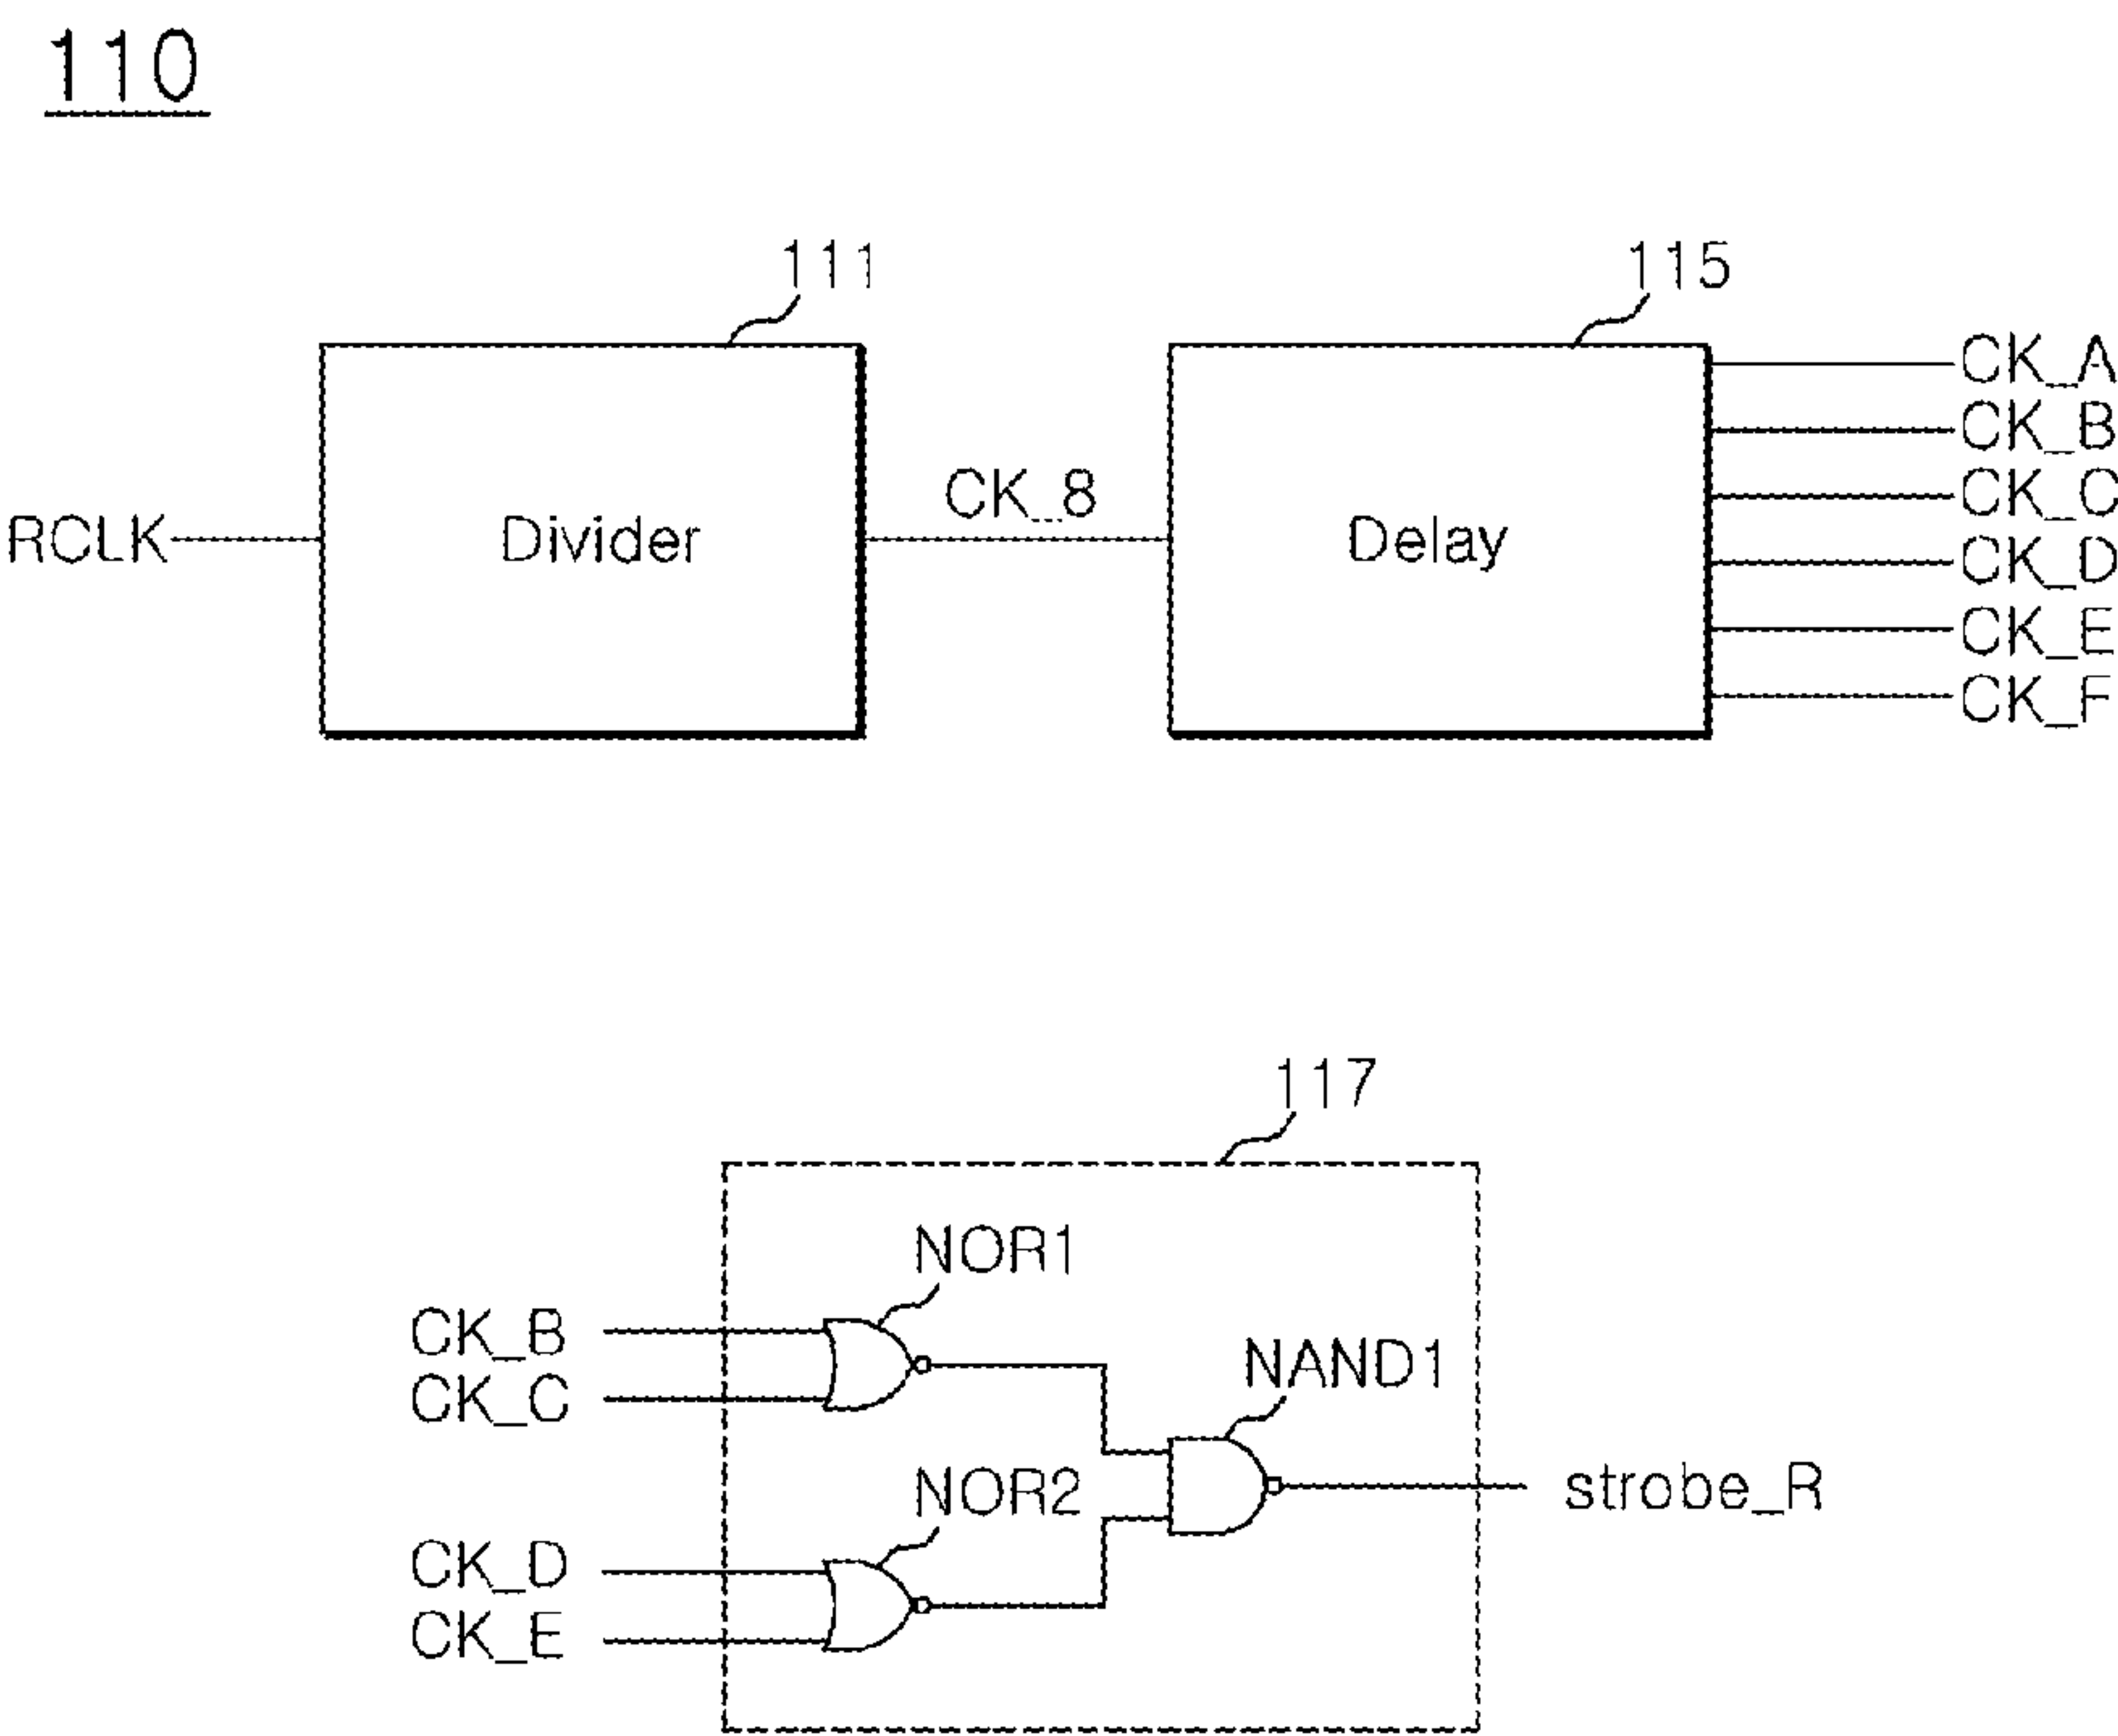 110
111
115
RCLK
Divider
CK_8
Delay
CK_A
CK_B
CK_C
CK_D
CK_E
CK_F
117
NOR1
CK_B
CK_C
NAND1
NOR2
strobe_R
CK_D
CK_E